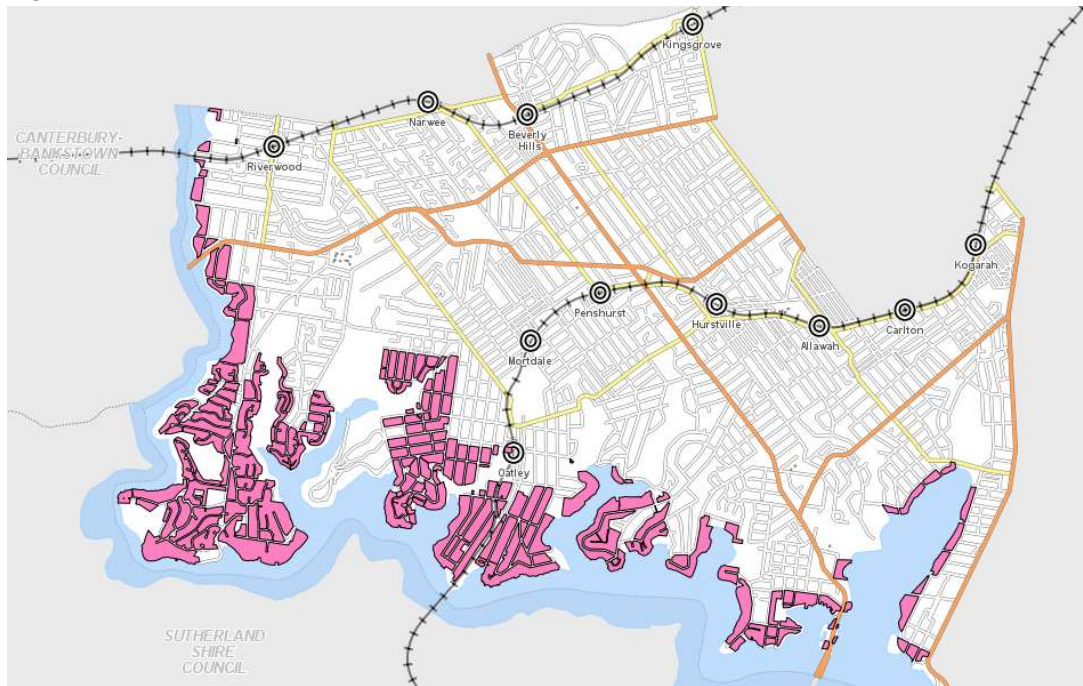 Kingsgrove
Narwee
Beverly
Hills
CANTERBURY-
BANKSTOWN
COUNCIL
Riverwood
Kogarah
Penshurst
Hurstville
Carlton
Allawah
Mortdale
Oatley
SUTHERLAND
SHIRE
COUNCIL